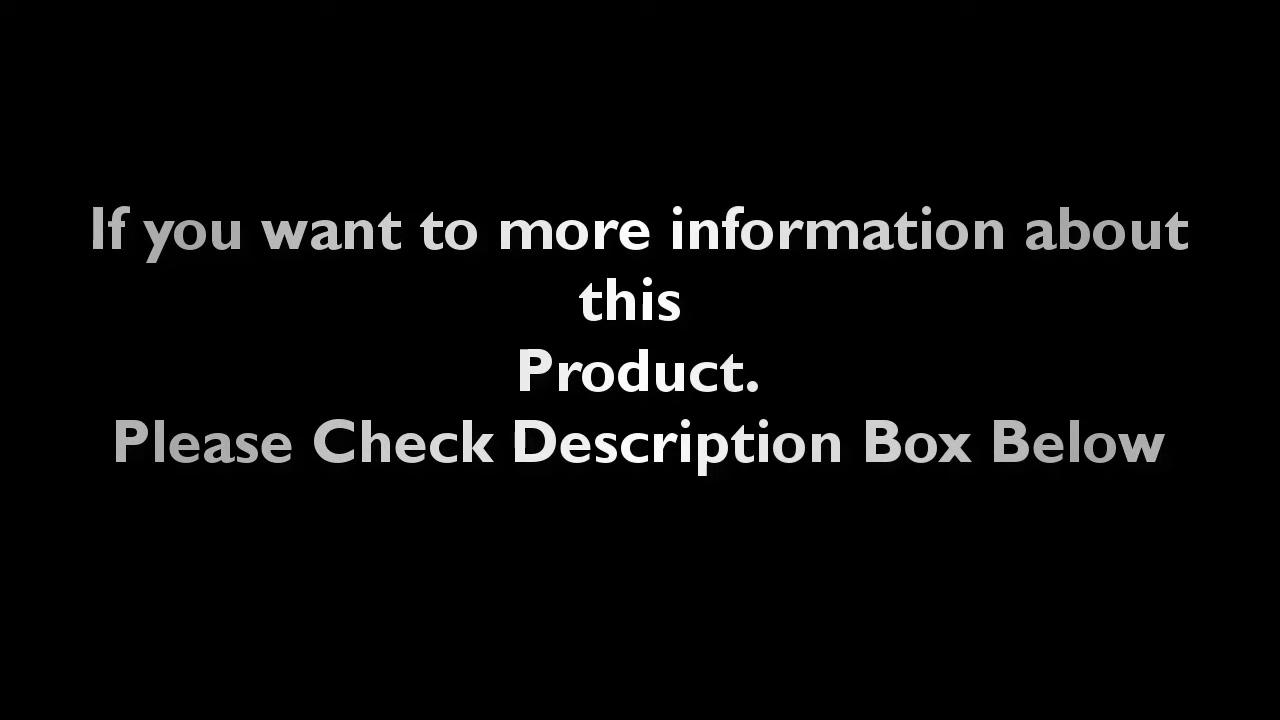 If you want to more information about
this
Product.
Please Check Description Box Below